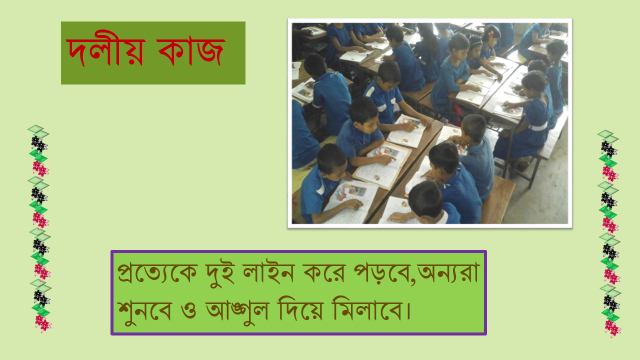 দলীয় কাজ
প্রত্যেকে দুই লাইন করে পড়বে,অন্যরা
শুনবে ও আঙ্গুল দিয়ে মিলাবে।